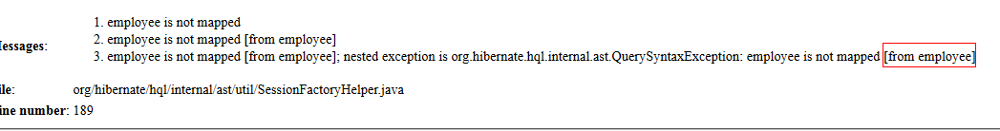 1. employee is not mapped
essages: 2. employee is not mapped [from employee]
3. employee is not mapped [from employee]; nested exception is org.hibernate.hql.internal.ast.QuerySyntaxException: employee is not mapped [from employee]
ile: org/hibernate/hql/internal/ast/util/SessionFactoryHelper.java
ine number: 189